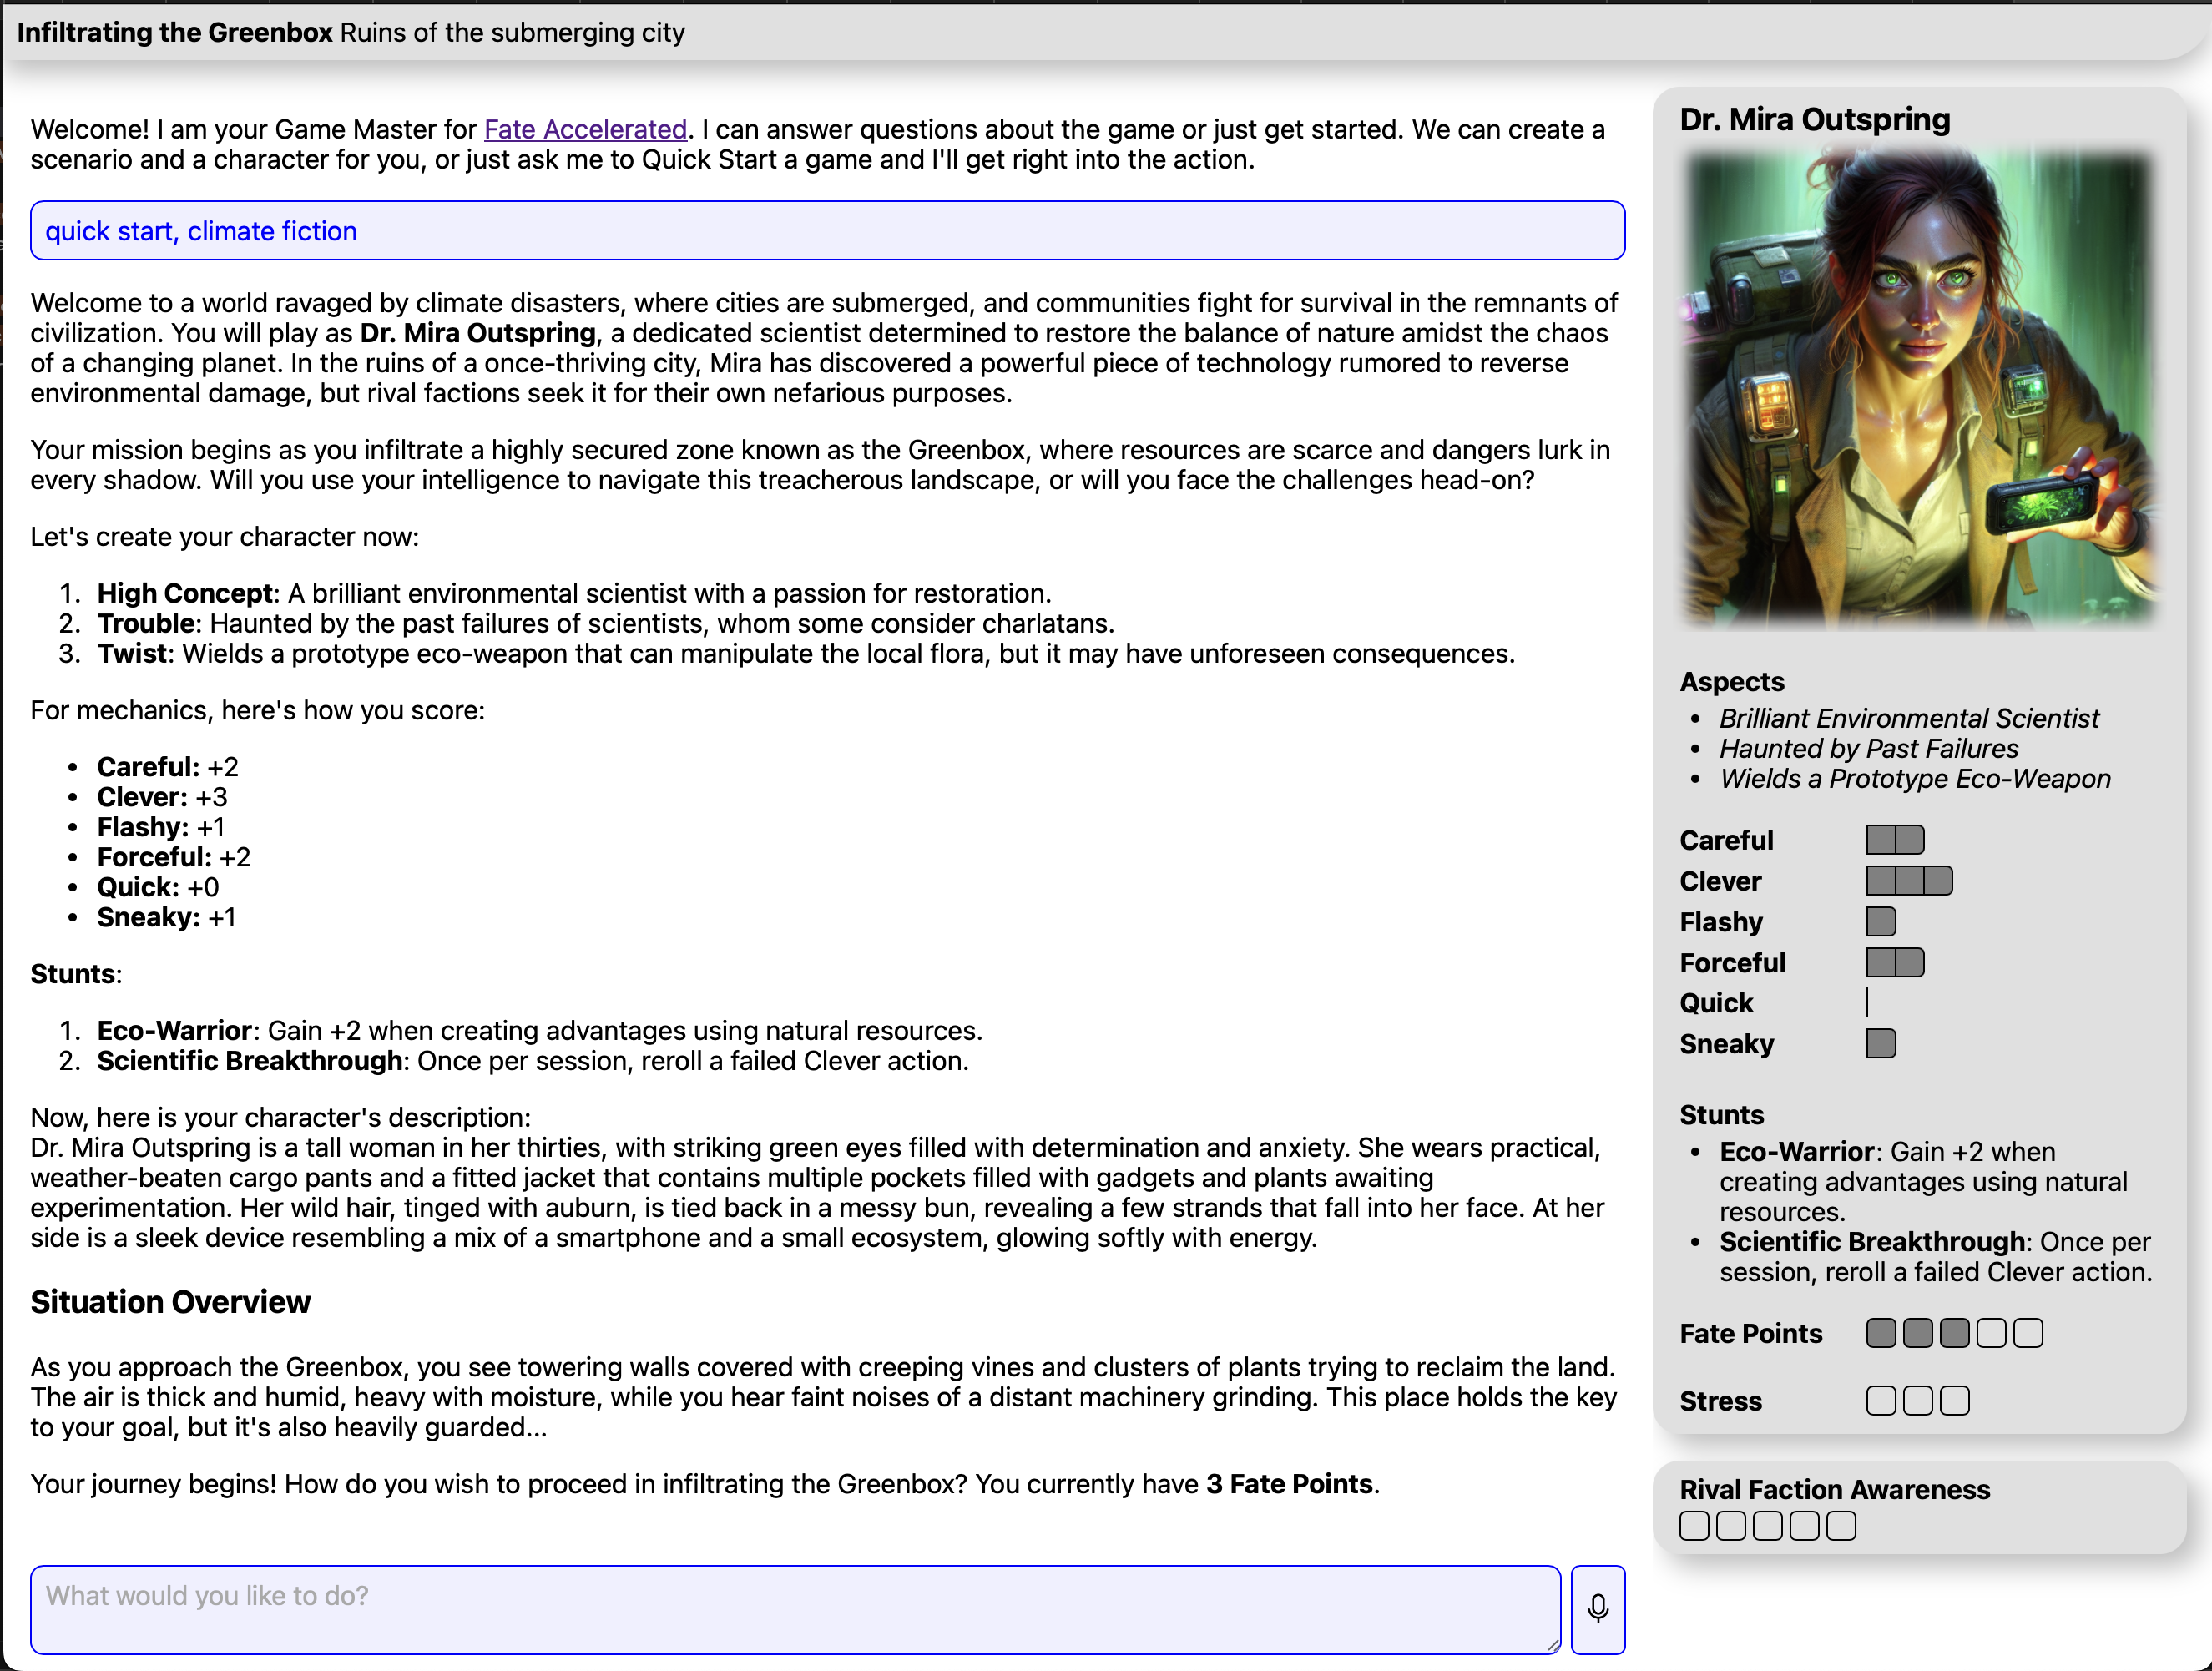 Infiltrating the Greenbox Ruins of the submerging city
Welcome! I am your Game Master for Fate Accelerated. I can answer questions about the game or just get started. We can create a
scenario and a character for you, or just ask me to Quick Start a game and I'll get right into the action.
quick start, climate fiction
Welcome to a world ravaged by climate disasters, where cities are submerged, and communities fight for survival in the remnants of
civilization. You will play as Dr. Mira Outspring, a dedicated scientist determined to restore the balance of nature amidst the chaos
of a changing planet. In the ruins of a once-thriving city, Mira has discovered a powerful piece of technology rumored to reverse
environmental damage, but rival factions seek it for their own nefarious purposes.
Your mission begins as you infiltrate a highly secured zone known as the Greenbox, where resources are scarce and dangers lurk in
every shadow. Will you use your intelligence to navigate this treacherous landscape, or will you face the challenges head-on?
Let's create your character now:
1. High Concept: A brilliant environmental scientist with a passion for restoration.
2. Trouble: Haunted by the past failures of scientists, whom some consider charlatans.
3. Twist: Wields a prototype eco-weapon that can manipulate the local flora, but it may have unforeseen consequences.
For mechanics, here's how you score:
• Careful: +2
• Clever: +3
• Flashy: +1
• Forceful: +2
• Quick: +0
• Sneaky: +1
Stunts:
1. Eco-Warrior: Gain +2 when creating advantages using natural resources.
2. Scientific Breakthrough: Once per session, reroll a failed Clever action.
Now, here is your character's description:
Dr. Mira Outspring is a tall woman in her thirties, with striking green eyes filled with determination and anxiety. She wears practical,
weather-beaten cargo pants and a fitted jacket that contains multiple pockets filled with gadgets and plants awaiting
experimentation. Her wild hair, tinged with auburn, is tied back in a messy bun, revealing a few strands that fall into her face. At her
side is a sleek device resembling a mix of a smartphone and a small ecosystem, glowing softly with energy.
Situation Overview
As you approach the Greenbox, you see towering walls covered with creeping vines and clusters of plants trying to reclaim the land.
The air is thick and humid, heavy with moisture, while you hear faint noises of a distant machinery grinding. This place holds the key
to your goal, but it's also heavily guarded...
Your journey begins! How do you wish to proceed in infiltrating the Greenbox? You currently have 3 Fate Points.
What would you like to do?
Dr. Mira Outspring
Aspects
• Brilliant Environmental Scientist
• Haunted by Past Failures
• Wields a Prototype Eco-Weapon
Careful
Clever
Flashy
Forceful
Quick
Sneaky
Stunts
• Eco-Warrior: Gain +2 when
creating advantages using natural
resources.
• Scientific Breakthrough: Once per
session, reroll a failed Clever action.
Fate Points
Stress
Rival Faction Awareness